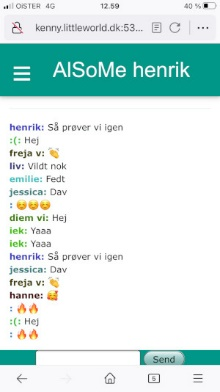 OISTER 4G 12.59 40 %
kenny.littleworld.dk:53...
AlSoMe henrik
henrik: Så prøver vi igen
:(: Hej
freja v: 👏
liv: Vildt nok
emilie: Fedt
jessica: Dav
: ☺️☺️☺️
diem vi: Hej
iek: Yaaa
iek: Yaaa
henrik: Så prøver vi igen
jessica: Dav
freja v: 👏
hanne: 🥰
: 🔥🔥
:(: Hej
: 🔥🔥
Send
5